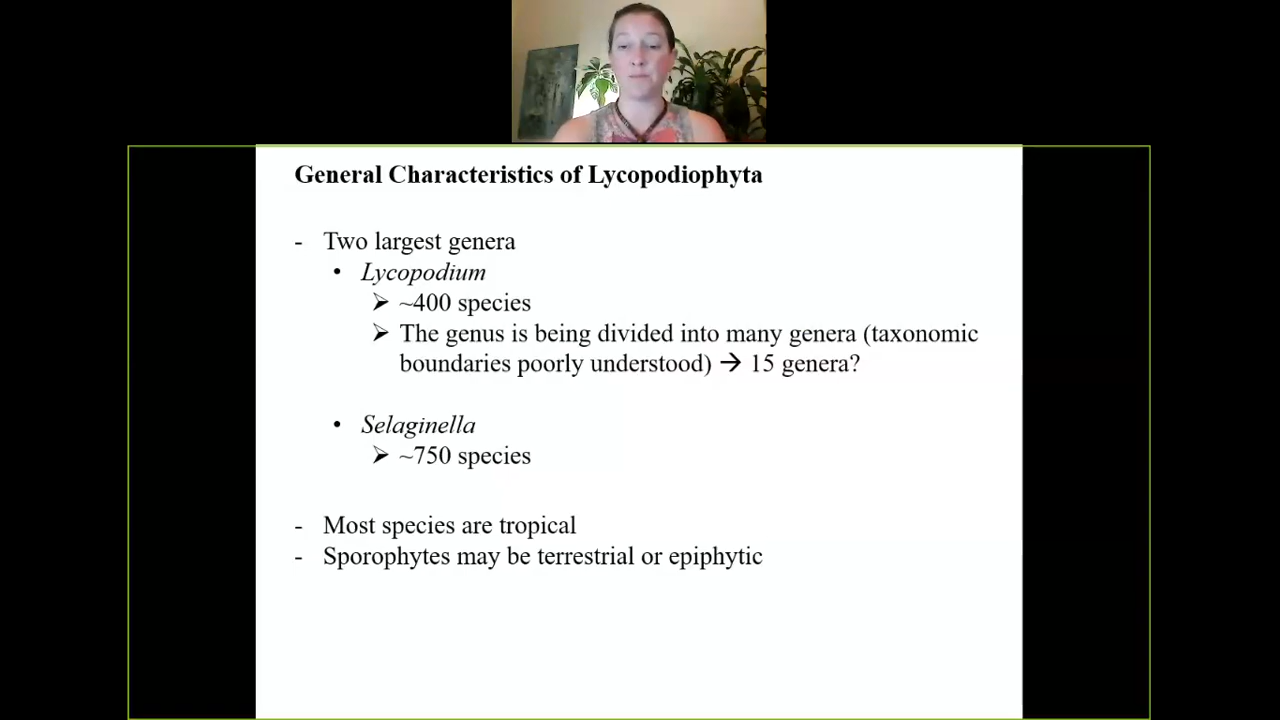 General Characteristics of Lycopodiophyta
- Two largest genera
• Lycopodium
➢ ~400 species
➢ The genus is being divided into many genera (taxonomic
boundaries poorly understood) → 15 genera?
• Selaginella
➢ ~750 species
- Most species are tropical
- Sporophytes may be terrestrial or epiphytic